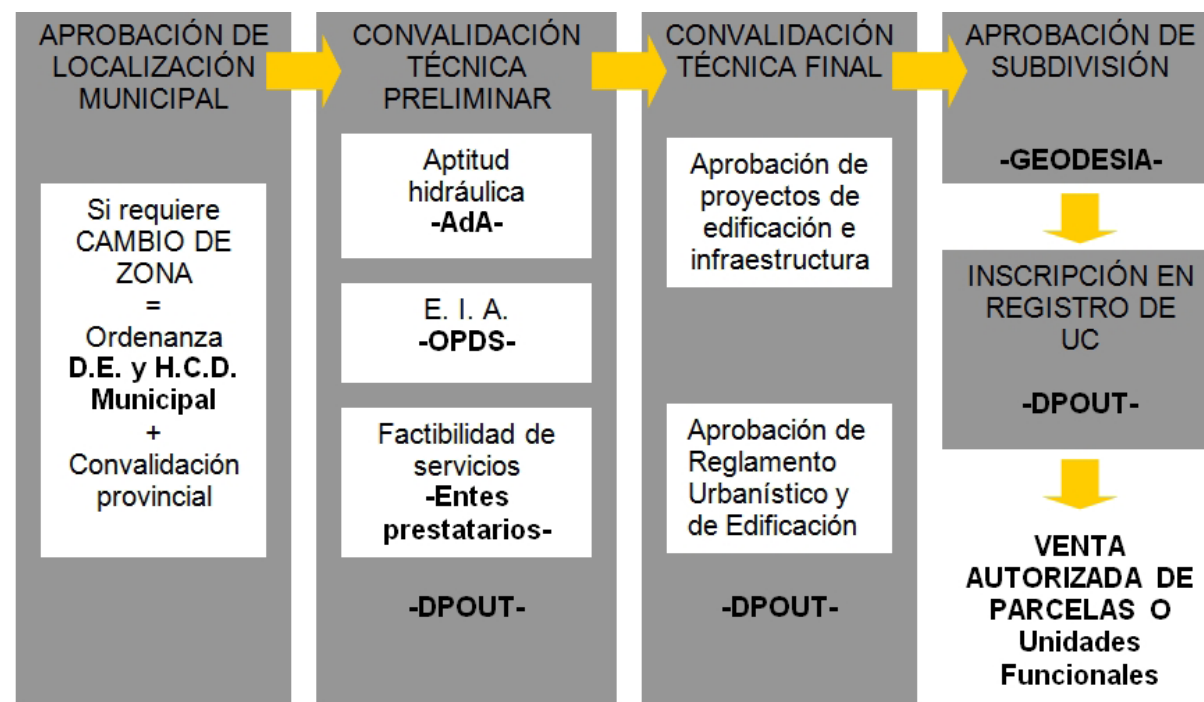 APROBACIÓN DE
LOCALIZACIÓN
MUNICIPAL
Si requiere
CAMBIO DE
ZONA
=
Ordenanza
D.E. y H.C.D.
Municipal
+
Convalidación
provincial
CONVALIDACIÓN
TÉCNICA
PRELIMINAR
Aptitud
hidráulica
-AdA-
E. I. A.
-OPDS-
Factibilidad de
servicios
-Entes
prestatarios-
-DPOUT-
CONVALIDACIÓN
TÉCNICA FINAL
Aprobación de
proyectos de
edificación e
infraestructura
Aprobación de
Reglamento
Urbanístico y
de Edificación
-DPOUT-
APROBACIÓN DE
SUBDIVISIÓN
-GEODESIA-
INSCRIPCIÓN EN
REGISTRO DE
UC
-DPOUT-
VENTA
AUTORIZADA DE
PARCELAS O
Unidades
Funcionales